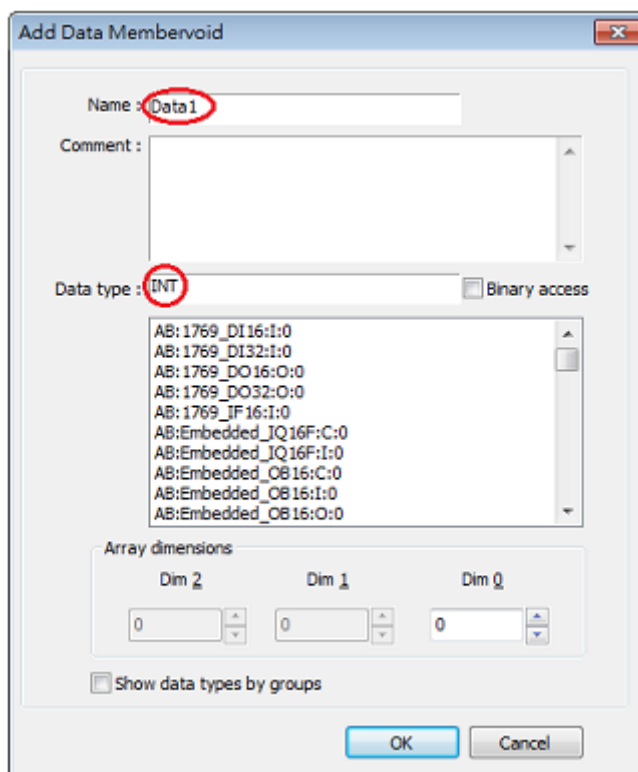 Add Data Membervoid
Name : Data1
Comment :
Data type : INT
Binary access
AB:1769_DI16:I:0
AB:1769_DI32:I:0
AB:1769_DO16:O:0
AB:1769_DO32:O:0
AB:1769_IF16:I:0
AB:Embedded_IQ16F:C:0
AB:Embedded_IQ16F:I:0
AB:Embedded_OB16:C:0
AB:Embedded_OB16:I:0
AB:Embedded_OB16:O:0
Array dimensions
Dim 2 Dim 1 Dim 0
0 0 0
Show data types by groups
OK Cancel